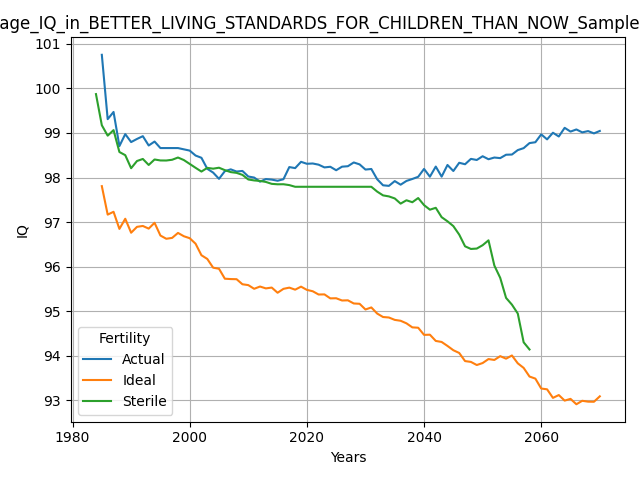 age_IQ_in_BETTER_LIVING_STANDARDS_FOR_CHILDREN_THAN_NOW_Sample
101
100
99
98
97
96
95
94
93
IQ
Fertility
Actual
Ideal
Sterile
1980
2000
2020
2040
2060
Years